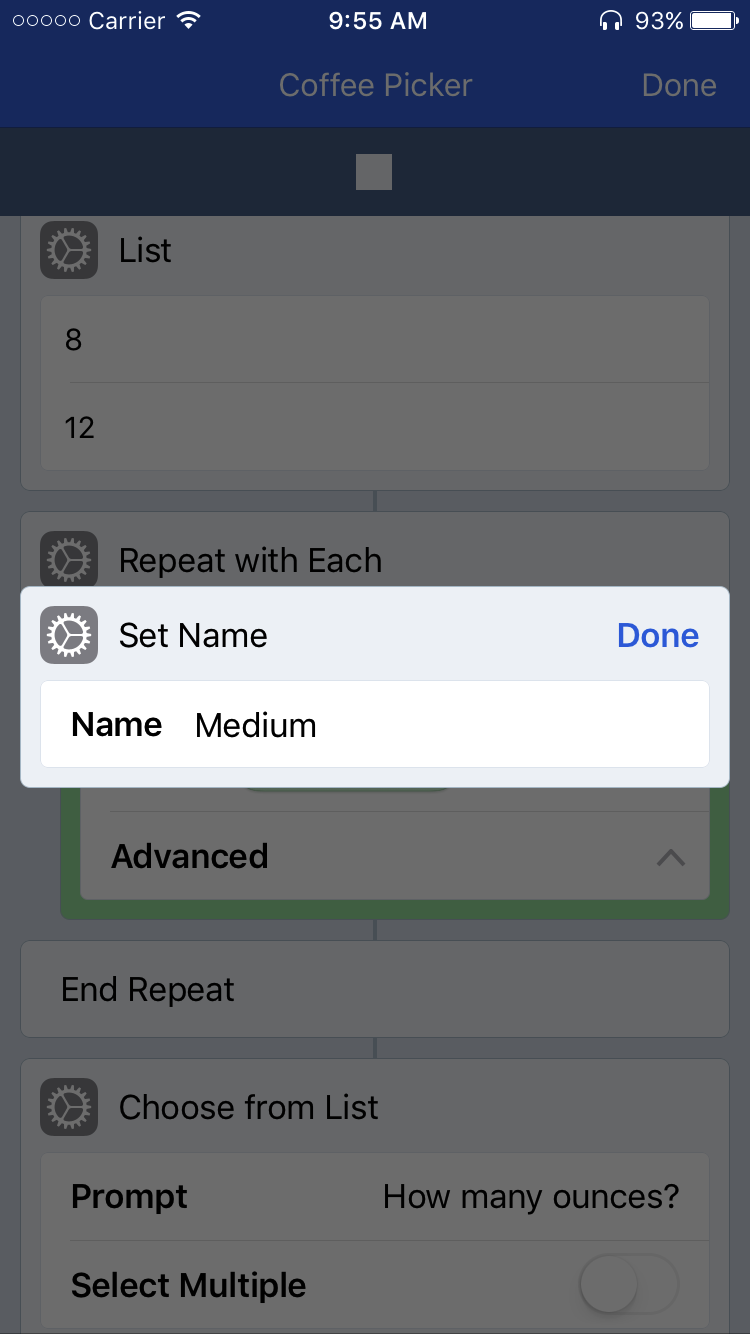 Carrier 9:55 AM 93%
Coffee Picker Done
List
8
12
Repeat with Each
Set Name Done
Name Medium
Advanced
End Repeat
Choose from List
Prompt How many ounces?
Select Multiple